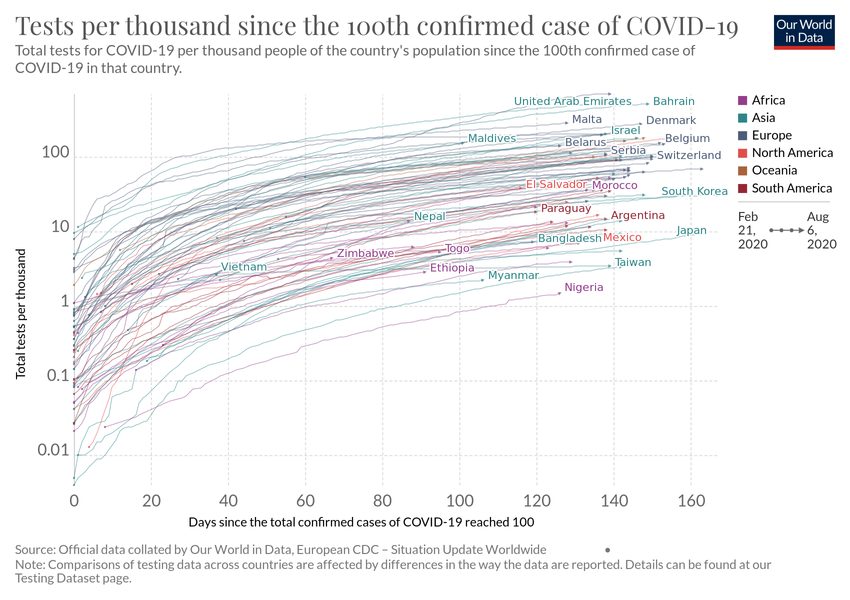 Tests per thousand since the 100th confirmed case of COVID-19
Our World
in Data
Total tests for COVID-19 per thousand people of the country's population since the 100th confirmed case of
COVID-19 in that country.
Total tests per thousand
100
10
1
0.1
0.01
0
20
40
60
80
100
120
140
160
Days since the total confirmed cases of COVID-19 reached 100
United Arab Emirates
Bahrain
Malta
Denmark
Maldives
Israel
Belarus
Belgium
Serbia
Switzerland
El Salvador
Morocco
South Korea
Nepal
Paraguay
Argentina
Japan
Bangladesh
Mexico
Togo
Zimbabwe
Vietnam
Ethiopia
Taiwan
Myanmar
Nigeria
Africa
Asia
Europe
North America
Oceania
South America
Feb
21,
2020
Aug
6,
2020
Source: Official data collated by Our World in Data, European CDC – Situation Update Worldwide
Note: Comparisons of testing data across countries are affected by differences in the way the data are reported. Details can be found at our
Testing Dataset page.